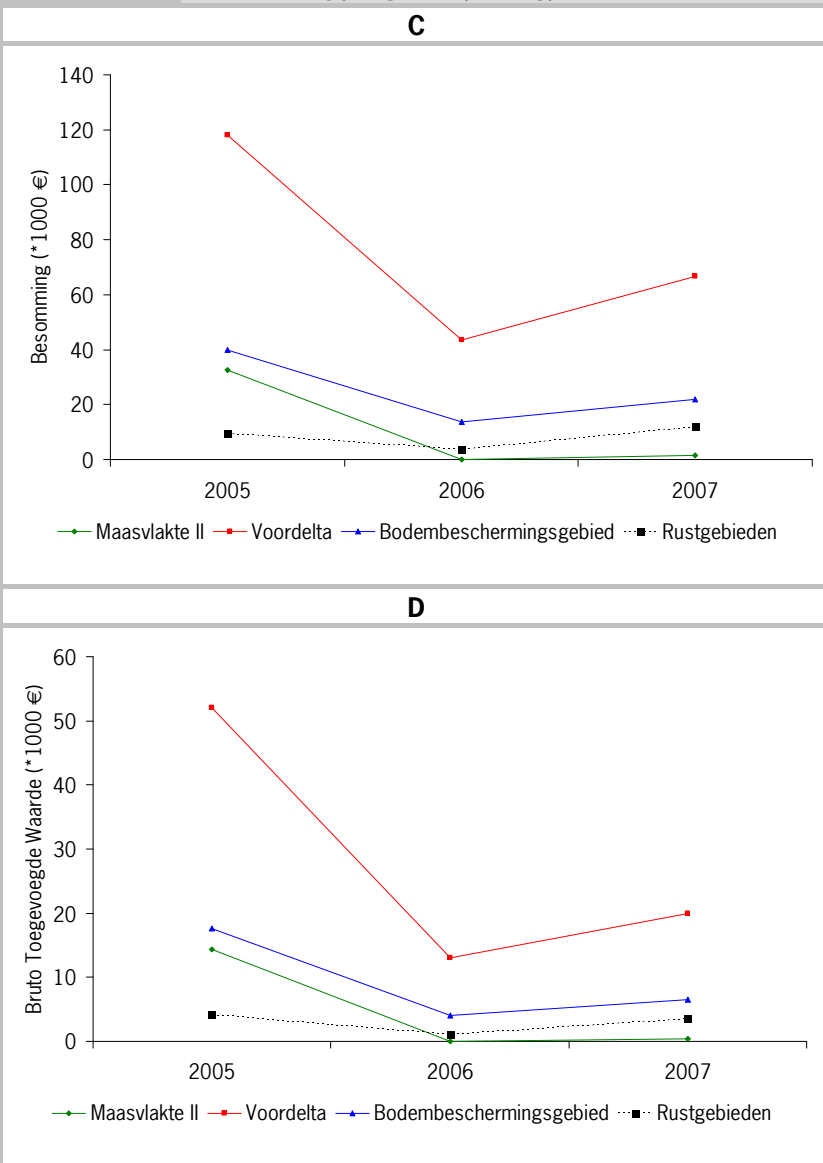 C
Besomming (*1000 €)
140
120
100
80
60
40
20
0
2005 2006 2007
Maasvlakte II Voordelta Bodembeschermingsgebied Rustgebieden
D
Bruto Toegevoegde Waarde (*1000 €)
60
50
40
30
20
10
0
2005 2006 2007
Maasvlakte II Voordelta Bodembeschermingsgebied Rustgebieden